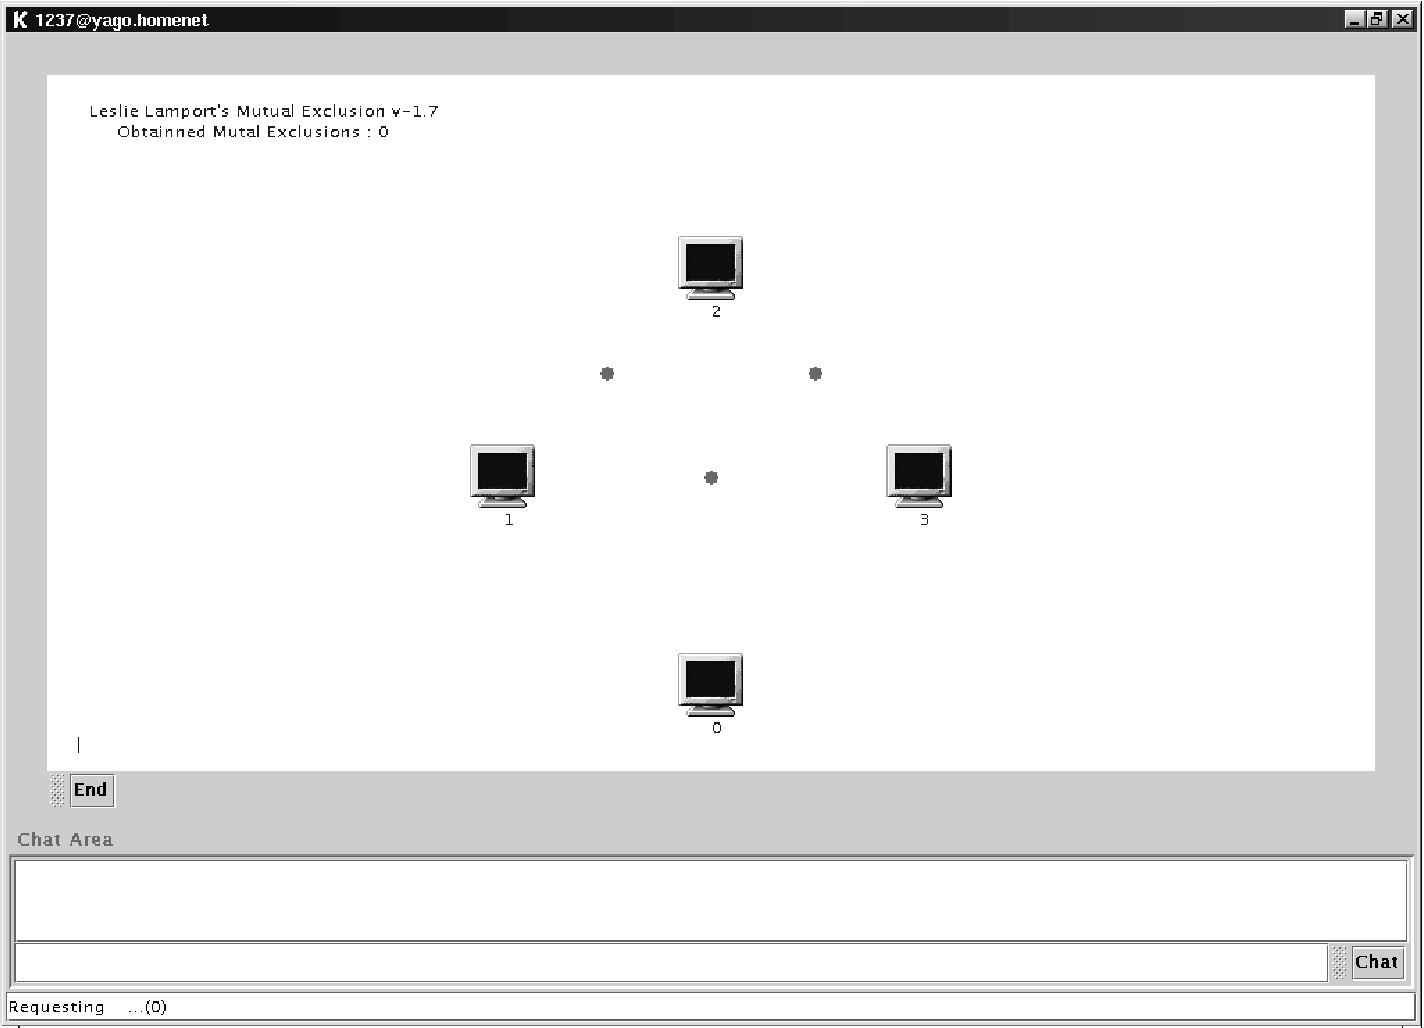 K 1237@yago.homenet
Leslie Lamport's Mutual Exclusion v-1.7
Obtainned Mutal Exclusions : 0
2
1
3
0
End
Chat Area
Chat
Requesting ...(0)